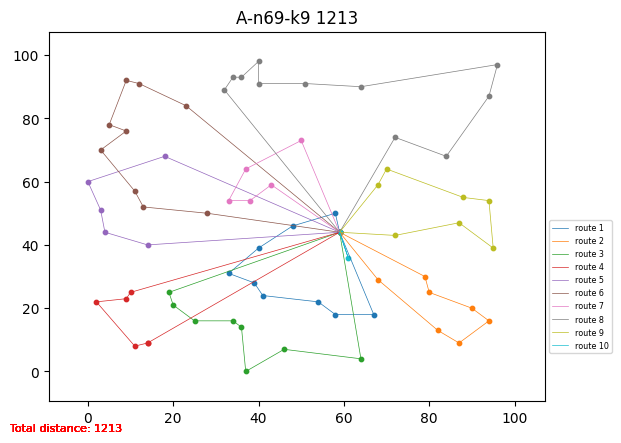 A-n69-k9 1213
100
80
60
40
20
0
0 20 40 60 80 100
route 1
route 2
route 3
route 4
route 5
route 6
route 7
route 8
route 9
route 10
Total distance: 1213